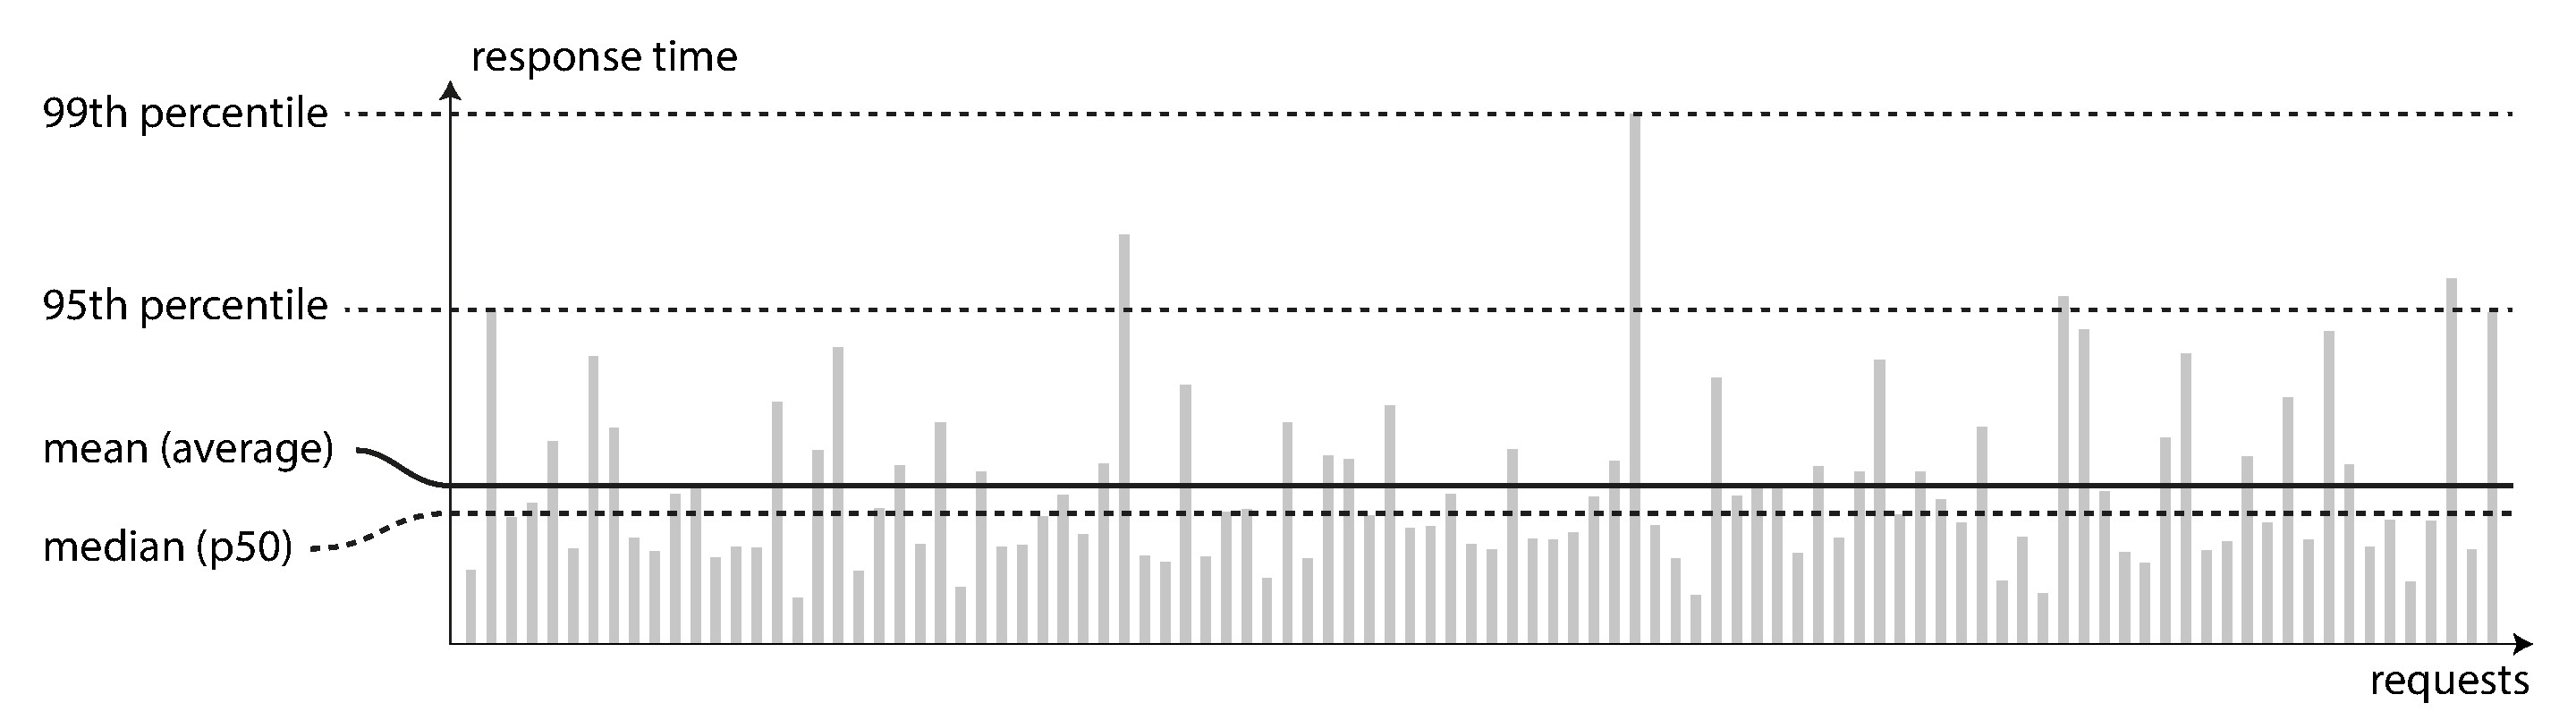 response time
99th percentile
95th percentile
mean (average)
median (p50)
requests